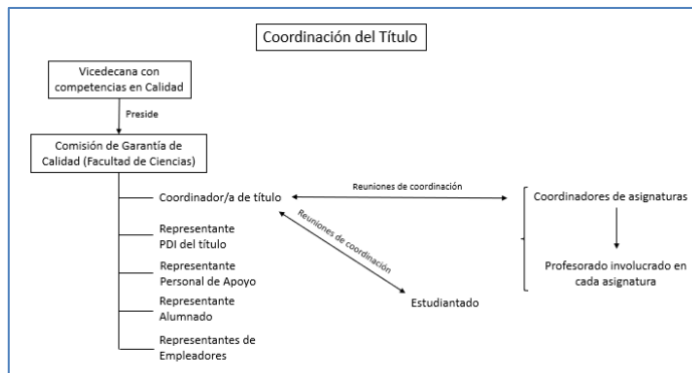 Coordinación del Título
Vicedecana con
competencias en Calidad
Preside
Comisión de Garantía de
Calidad (Facultad de Ciencias)
Coordinador/a de título
Reuniones de coordinación
Coordinadores de asignaturas
Reuniones de coordinación
Representante
PDI del título
Profesorado involucrado en
cada asignatura
Representante
Personal de Apoyo
Estudiantado
Representante
Alumnado
Representantes de
Empleadores